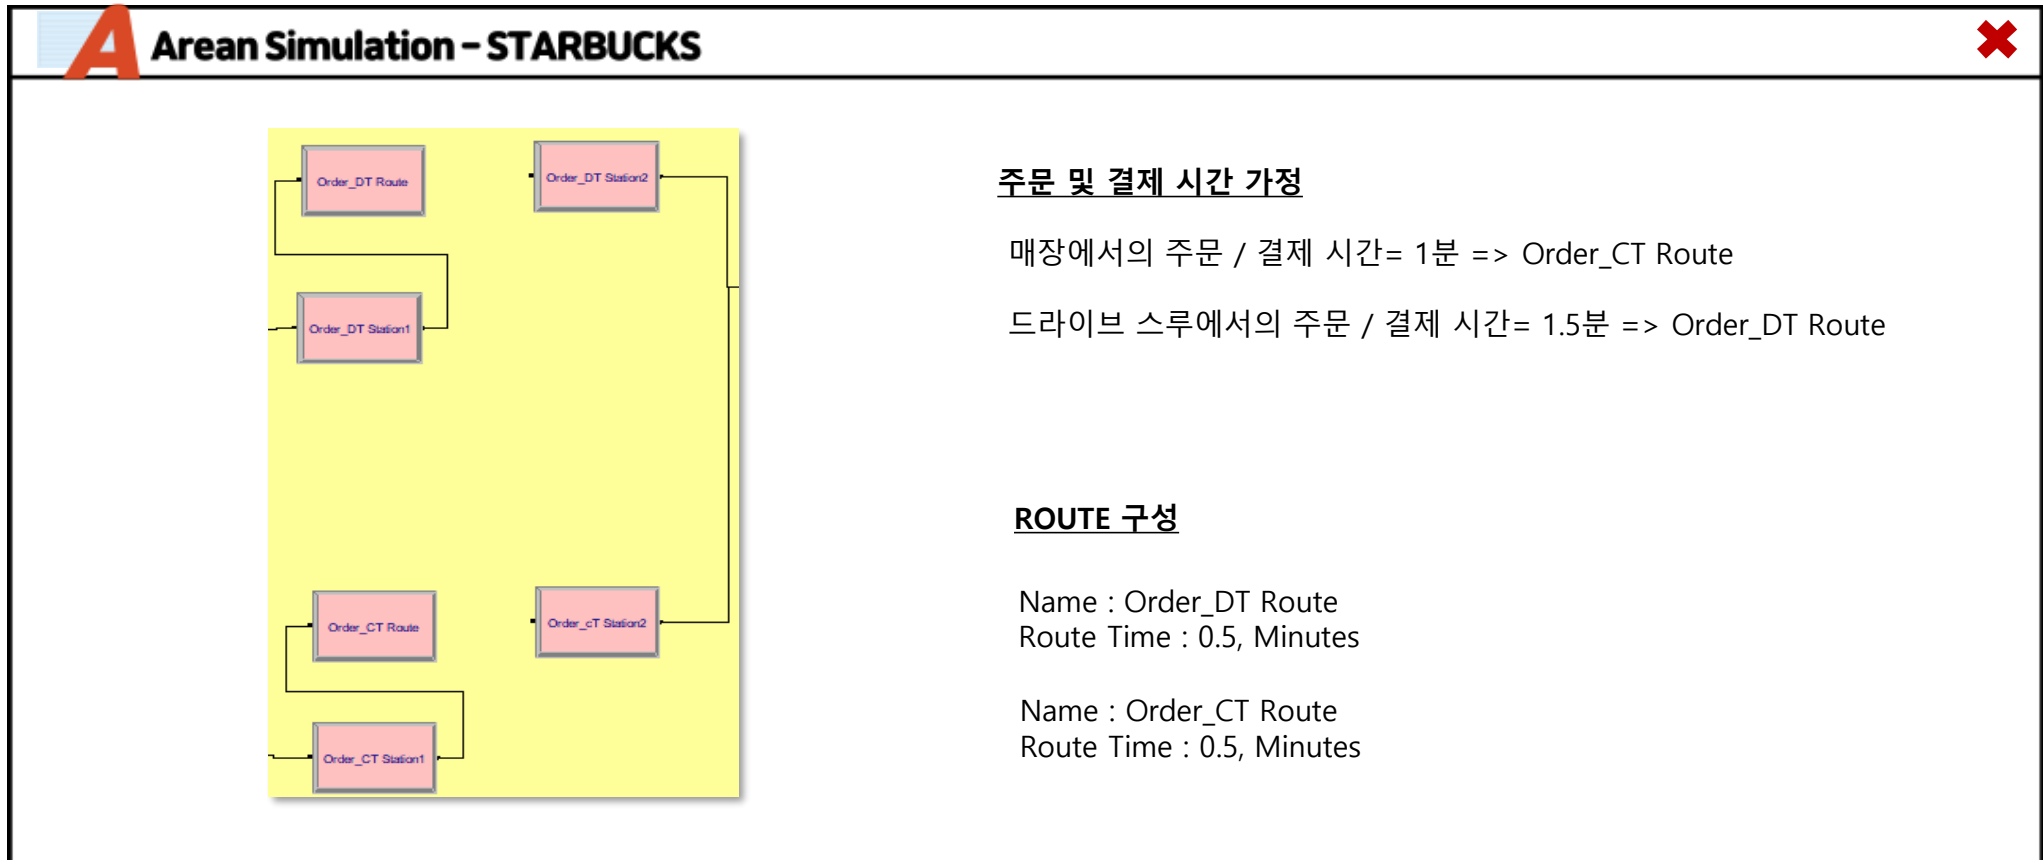 Arean Simulation – STARBUCKS
Order_DT Route
Order_DT Station2
Order_DT Station1
Order_CT Route
Order_cT Station2
Order_CT Station1
주문 및 결제 시간 가정
매장에서의 주문 / 결제 시간= 1분 => Order_CT Route
드라이브 스루에서의 주문 / 결제 시간= 1.5분 => Order_DT Route
ROUTE 구성
Name : Order_DT Route
Route Time : 0.5, Minutes
Name : Order_CT Route
Route Time : 0.5, Minutes